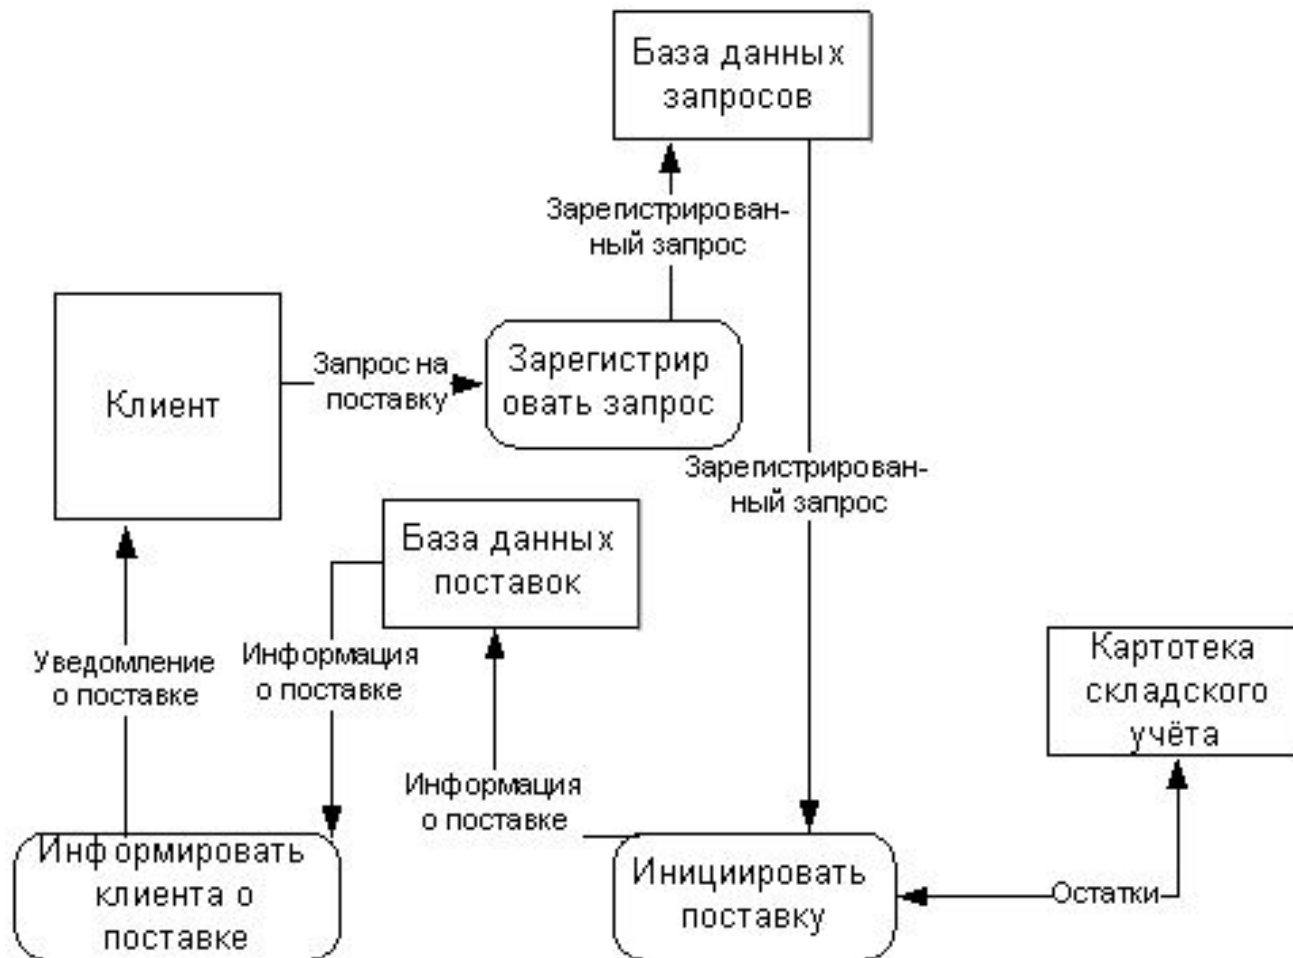 База данных
запросов
Зарегистрирован-
ный запрос
Запрос на
поставку
Зарегистрир
овать запрос
Клиент
Зарегистрирован-
ный запрос
База данных
поставок
Уведомление
о поставке
Информация
о поставке
Картотека
складского
учёта
Информация
о поставке
Информировать
клиента о
поставке
Инициировать
поставку
Остатки